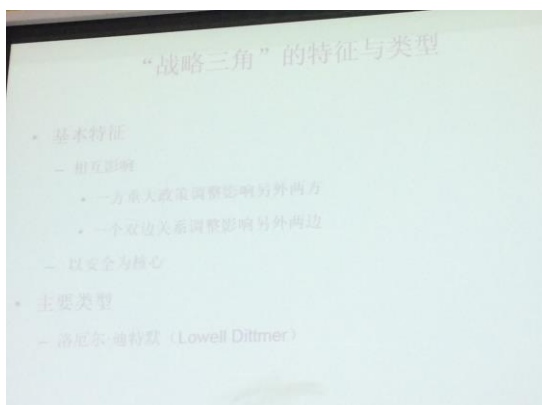 “战略三角”的特征与类型
• 基本特征
– 相互影响
• 一方重大政策调整影响另外两方
• 一个双边关系调整影响另外两边
– 以安全为核心
• 主要类型
– 洛厄尔·迪特默（Lowell Dittmer）